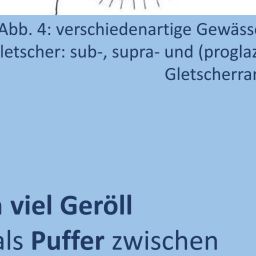 Abb. 4: verschiedenartige Gewässe
letscher: sub-, supra- und (proglaz
Gletscherrar
viel Geröll
als Puffer zwischen